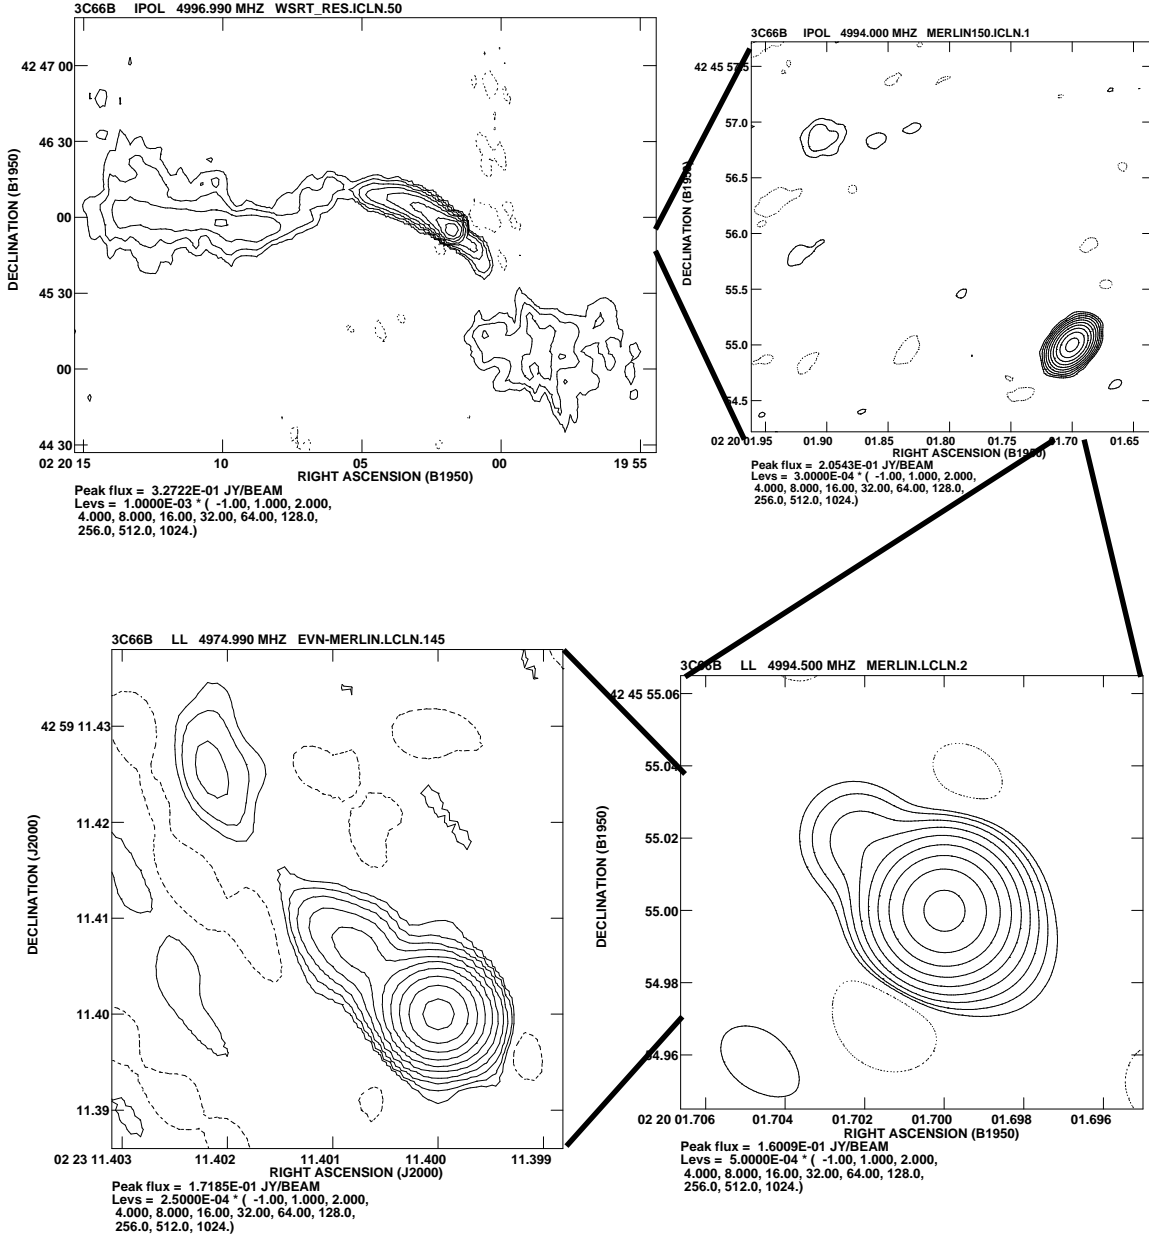 3C66B IPOL 4996.990 MHZ WSRT_RES.ICLN.50
DECLINATION (B1950)
42 47 00
46 30
00
45 30
00
44 30
02 20 15 10 05 00 19 55
RIGHT ASCENSION (B1950)
Peak flux = 3.2722E-01 JY/BEAM
Levs = 1.0000E-03 * ( -1.00, 1.000, 2.000,
4.000, 8.000, 16.00, 32.00, 64.00, 128.0,
256.0, 512.0, 1024.)
3C66B IPOL 4994.000 MHZ MERLIN150.ICLN.1
DECLINATION (B1950)
42 45 57.5
57.0
56.5
56.0
55.5
55.0
54.5
02 20 01.95 01.90 01.85 01.80 01.75 01.70 01.65
RIGHT ASCENSION (B1950)
Peak flux = 2.0543E-01 JY/BEAM
Levs = 3.0000E-04 * ( -1.00, 1.000, 2.000,
4.000, 8.000, 16.00, 32.00, 64.00, 128.0,
256.0, 512.0, 1024.)
3C66B LL 4974.990 MHZ EVN-MERLIN.LCLN.145
DECLINATION (J2000)
42 59 11.43
11.42
11.41
11.40
11.39
02 23 11.403 11.402 11.401 11.400 11.399
RIGHT ASCENSION (J2000)
Peak flux = 1.7185E-01 JY/BEAM
Levs = 2.5000E-04 * ( -1.00, 1.000, 2.000,
4.000, 8.000, 16.00, 32.00, 64.00, 128.0,
256.0, 512.0, 1024.)
3C66B LL 4994.500 MHZ MERLIN.LCLN.2
DECLINATION (B1950)
42 45 55.06
55.04
55.02
55.00
54.98
54.96
02 20 01.706 01.704 01.702 01.700 01.698 01.696
RIGHT ASCENSION (B1950)
Peak flux = 1.6009E-01 JY/BEAM
Levs = 5.0000E-04 * ( -1.00, 1.000, 2.000,
4.000, 8.000, 16.00, 32.00, 64.00, 128.0,
256.0, 512.0, 1024.)